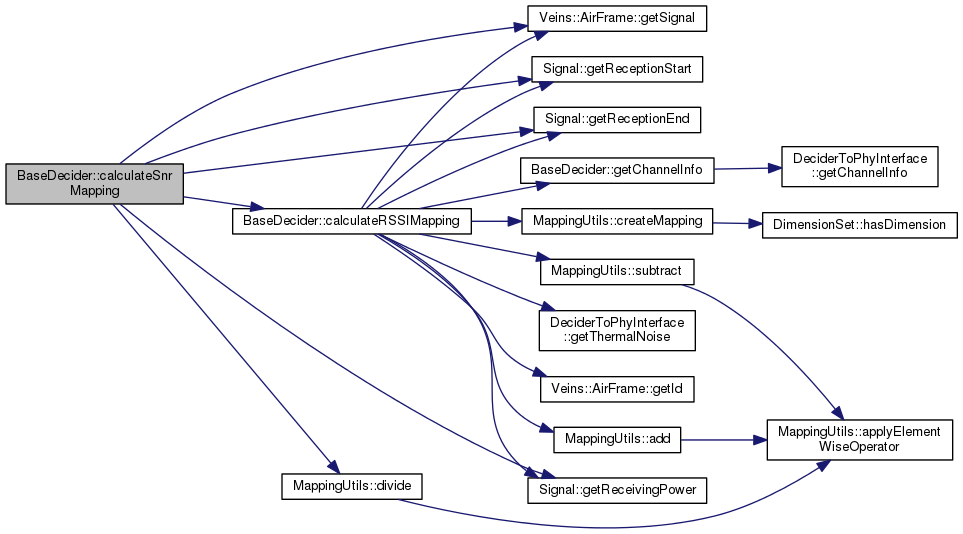 Veins::AirFrame::getSignal
Signal::getReceptionStart
Signal::getReceptionEnd
BaseDecider::getChannelInfo
DeciderToPhyInterface
::getChannelInfo
BaseDecider::calculateSnr
Mapping
BaseDecider::calculateRSSIMapping
MappingUtils::createMapping
DimensionSet::hasDimension
MappingUtils::subtract
DeciderToPhyInterface
::getThermalNoise
Veins::AirFrame::getId
MappingUtils::add
MappingUtils::applyElement
WiseOperator
MappingUtils::divide
Signal::getReceivingPower